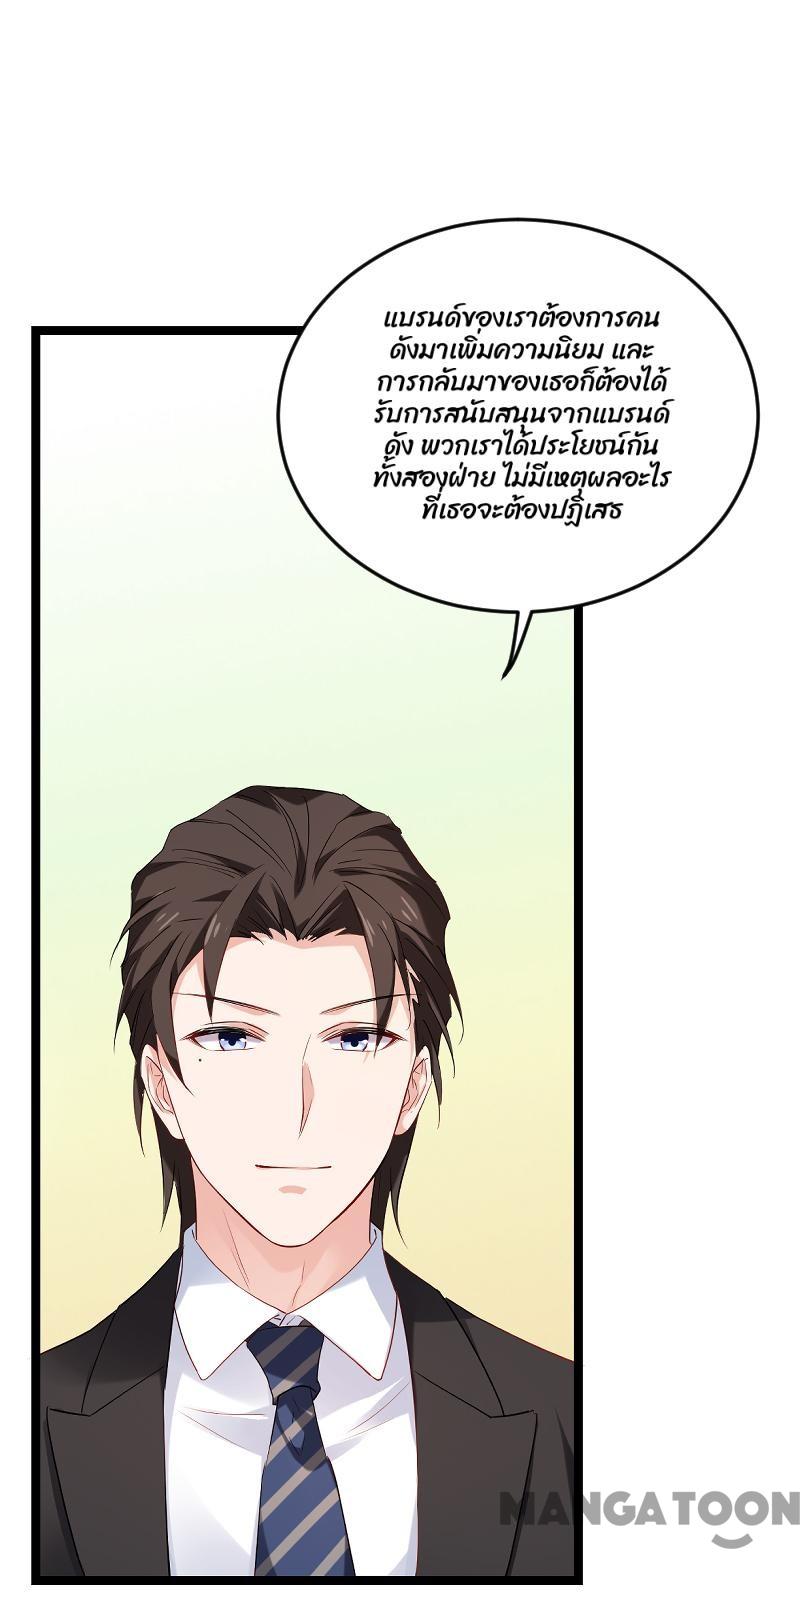 แบรนด์ของเราต้องการคน
ดังมาเพิ่มความนิยม และ
การกลับมาของเธอก็ต้องได้
รับการสนับสนุนจากแบรนด์
ดัง พวกเราได้ประโยชน์กัน
ทั้งสองฝ่าย ไม่มีเหตุผลอะไร
ที่เธอจะต้องปฏิเสธ
MANGATOON